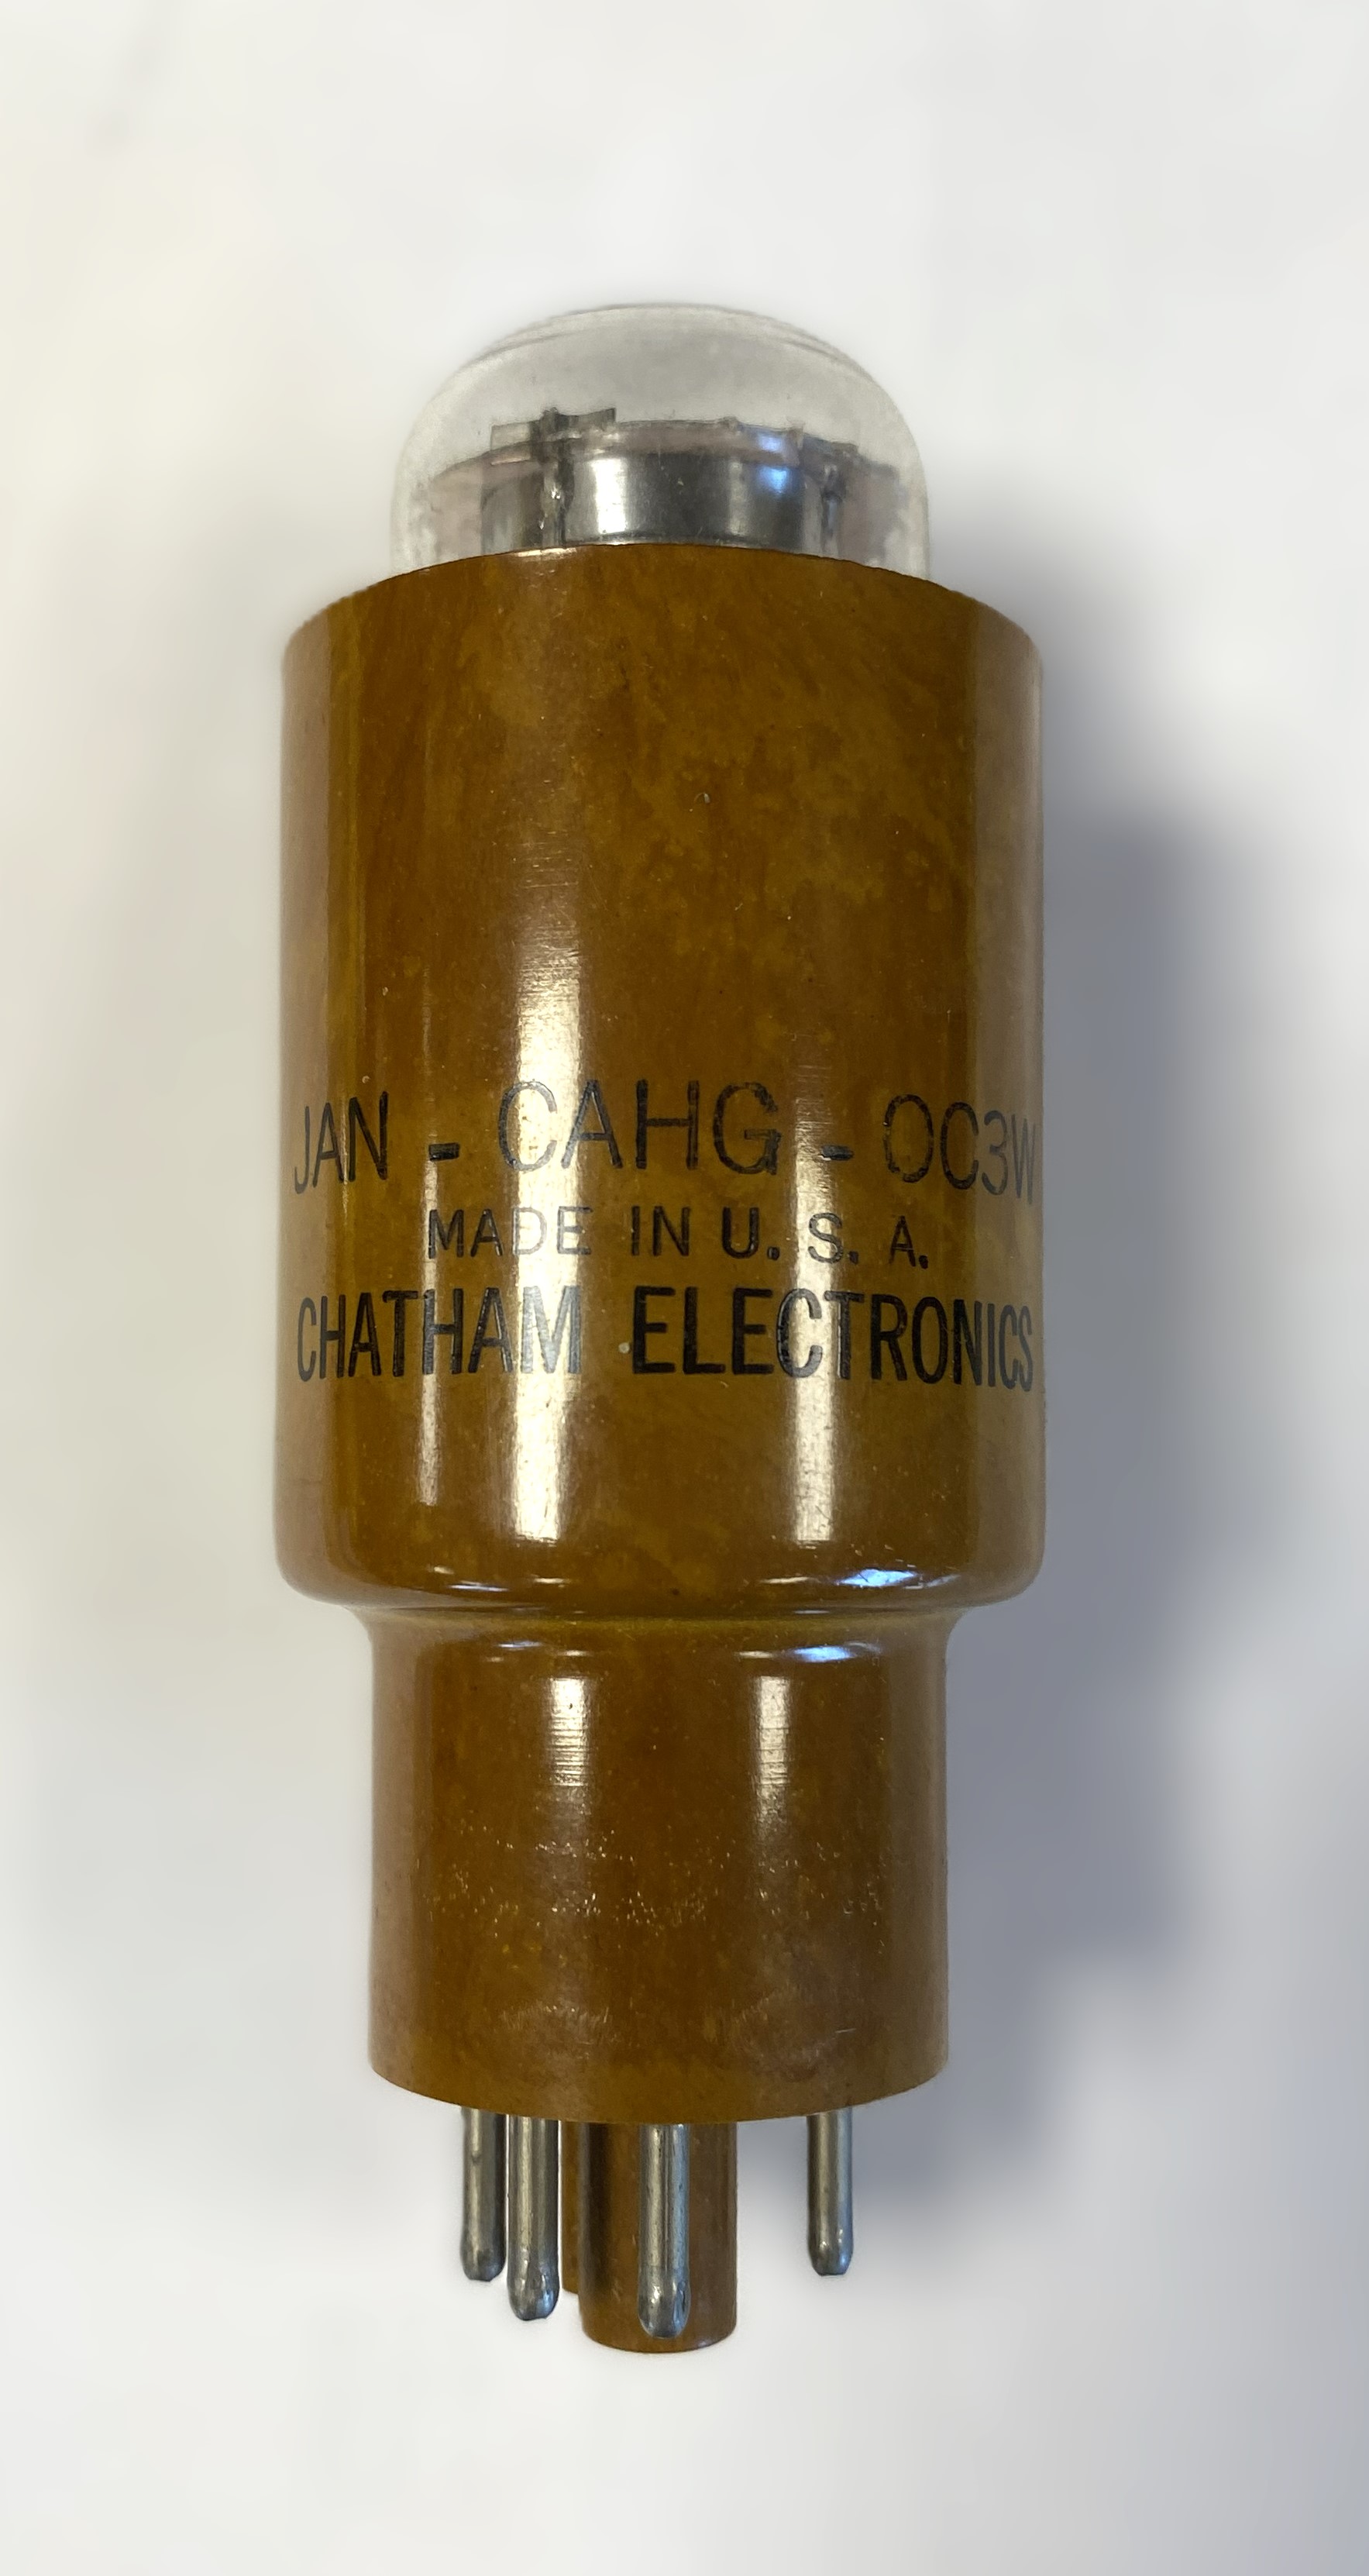 JAN - CAHG - OC3W
MADE IN U. S. A.
CHATHAM ELECTRONICS